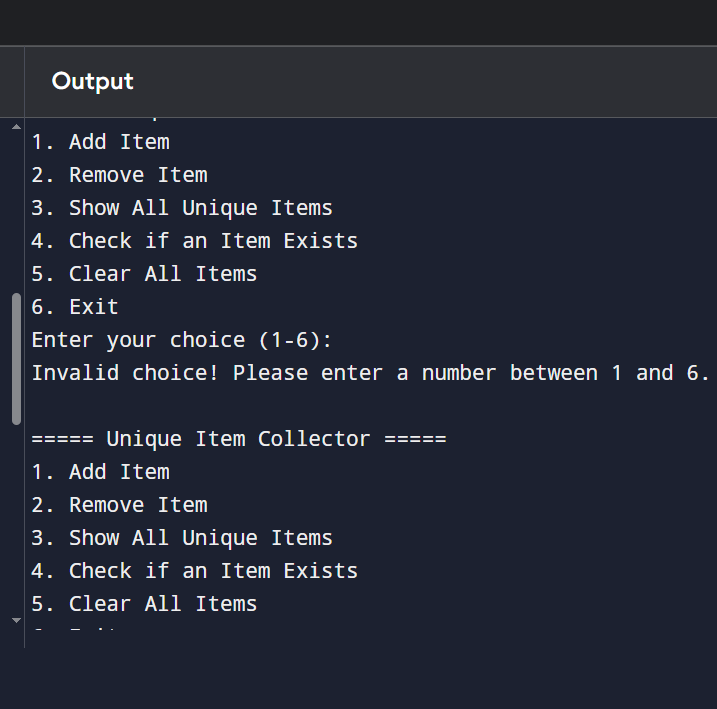 Output
1. Add Item
2. Remove Item
3. Show All Unique Items
4. Check if an Item Exists
5. Clear All Items
6. Exit
Enter your choice (1-6):
Invalid choice! Please enter a number between 1 and 6.
===== Unique Item Collector =====
1. Add Item
2. Remove Item
3. Show All Unique Items
4. Check if an Item Exists
5. Clear All Items